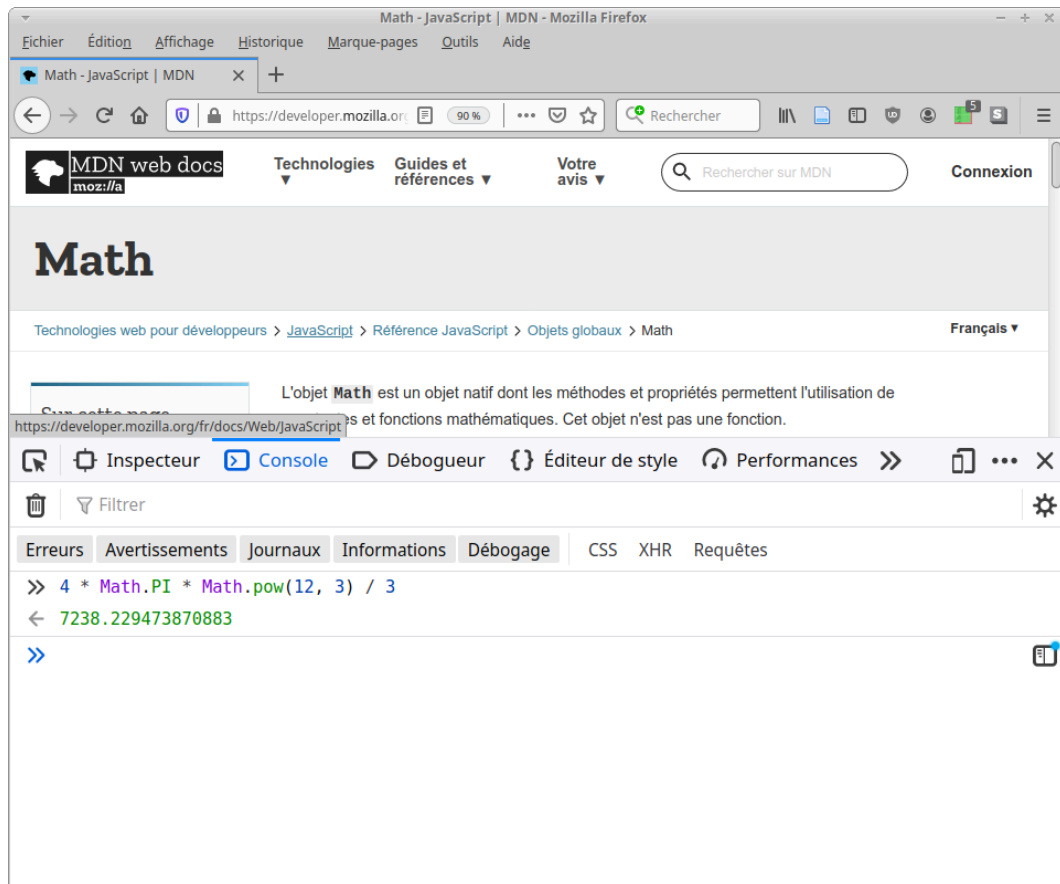 Math - JavaScript | MDN - Mozilla Firefox
Fichier Édition Affichage Historique Marque-pages Outils Aide
Math - JavaScript | MDN
https://developer.mozilla.or 90 % Rechercher 5 S
MDN web docs
moz://a
Technologies ▼ Guides et références ▼ Votre avis ▼ Rechercher sur MDN Connexion
Math
Technologies web pour développeurs > JavaScript > Référence JavaScript > Objets globaux > Math Français ▼
L'objet Math est un objet natif dont les méthodes et propriétés permettent l'utilisation de
Sur cette page
es et fonctions mathématiques. Cet objet n'est pas une fonction.
https://developer.mozilla.org/fr/docs/Web/JavaScript
Inspecteur Console Débogueur {} Éditeur de style Performances
Filtrer
Erreurs Avertissements Journaux Informations Débogage CSS XHR Requêtes
4 * Math.PI * Math.pow(12, 3) / 3
7238.229473870883